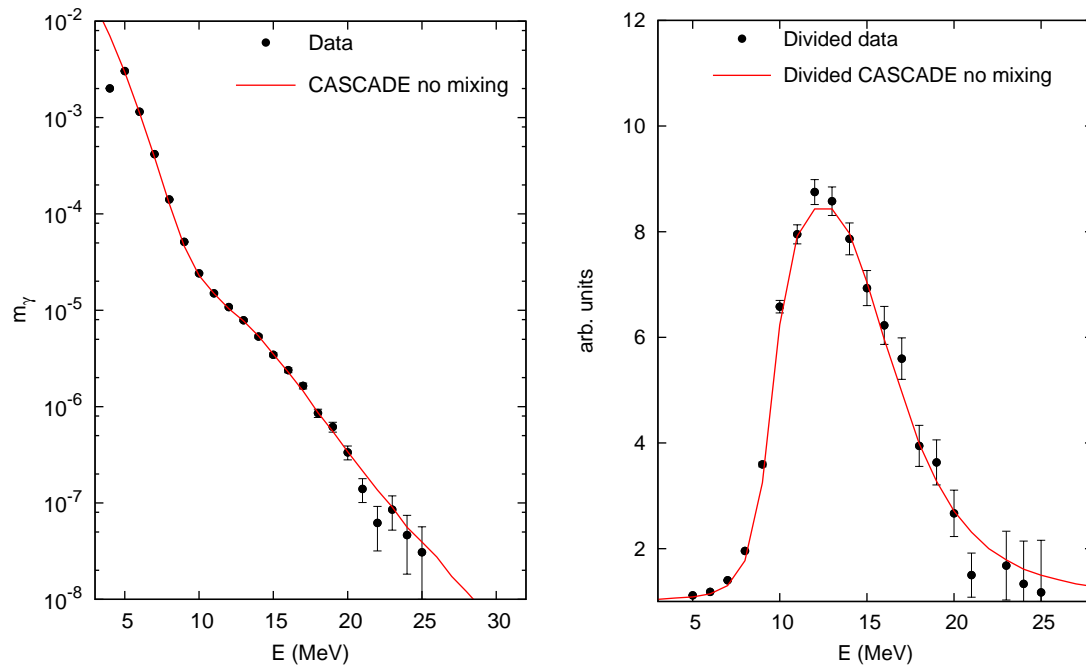 10^-2
10^-3
10^-4
10^-5
10^-6
10^-7
10^-8
m_γ
Data
CASCADE no mixing
5 10 15 20 25 30
E (MeV)
12
10
8
6
4
2
arb. units
Divided data
Divided CASCADE no mixing
5 10 15 20 25
E (MeV)